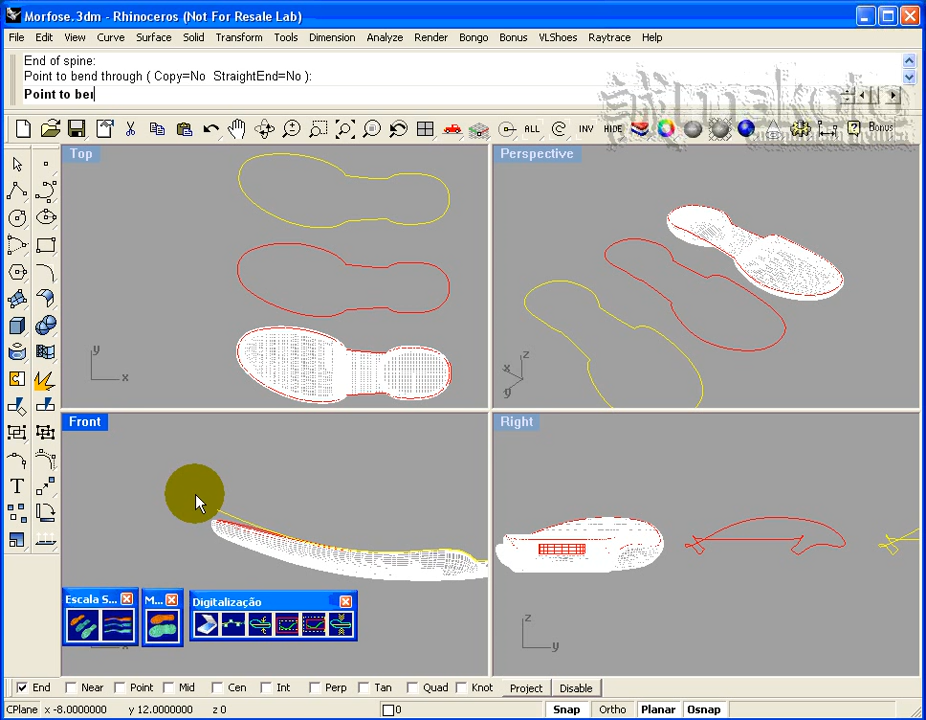 Morfose.3dm - Rhinoceros (Not For Resale Lab)
File Edit View Curve Surface Solid Transform Tools Dimension Analyze Render Bongo Bonus VLShoes Raytrace Help
End of spine:
Point to bend through ( Copy=No StraightEnd=No ):
Point to be
ALL INV HIDE Bonus
Top
Perspective
y
x
z
x
y
Front
Right
Escala S...
M...
Digitalização
x
z
y
End Near Point Mid Cen Int Perp Tan Quad Knot Project Disable
CPlane x -8.0000000 y 12.0000000 z 0 0 Snap Ortho Planar Osnap